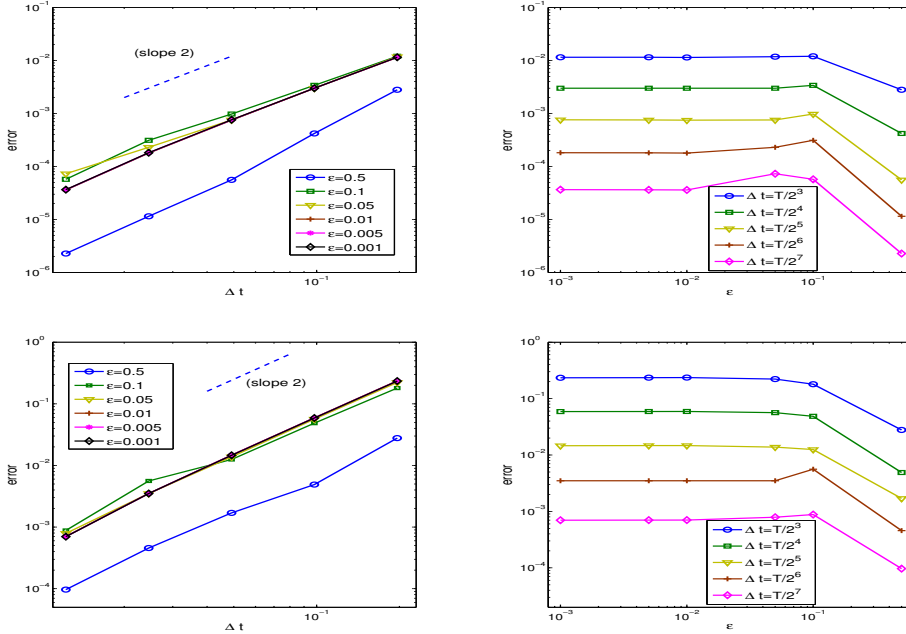 10^{-1}
10^{-2}
10^{-3}
10^{-4}
10^{-5}
10^{-6}
error
(slope 2)
ε=0.5
ε=0.1
ε=0.05
ε=0.01
ε=0.005
ε=0.001
10^{-1}
Δ t
10^{-1}
10^{-2}
10^{-3}
10^{-4}
10^{-5}
10^{-6}
error
Δ t=T/2^3
Δ t=T/2^4
Δ t=T/2^5
Δ t=T/2^6
Δ t=T/2^7
10^{-3}
10^{-2}
10^{-1}
ε
10^0
10^{-1}
10^{-2}
10^{-3}
10^{-4}
error
ε=0.5
ε=0.1
ε=0.05
ε=0.01
ε=0.005
ε=0.001
(slope 2)
10^{-1}
Δ t
10^0
10^{-1}
10^{-2}
10^{-3}
10^{-4}
error
Δ t=T/2^3
Δ t=T/2^4
Δ t=T/2^5
Δ t=T/2^6
Δ t=T/2^7
10^{-3}
10^{-2}
10^{-1}
ε